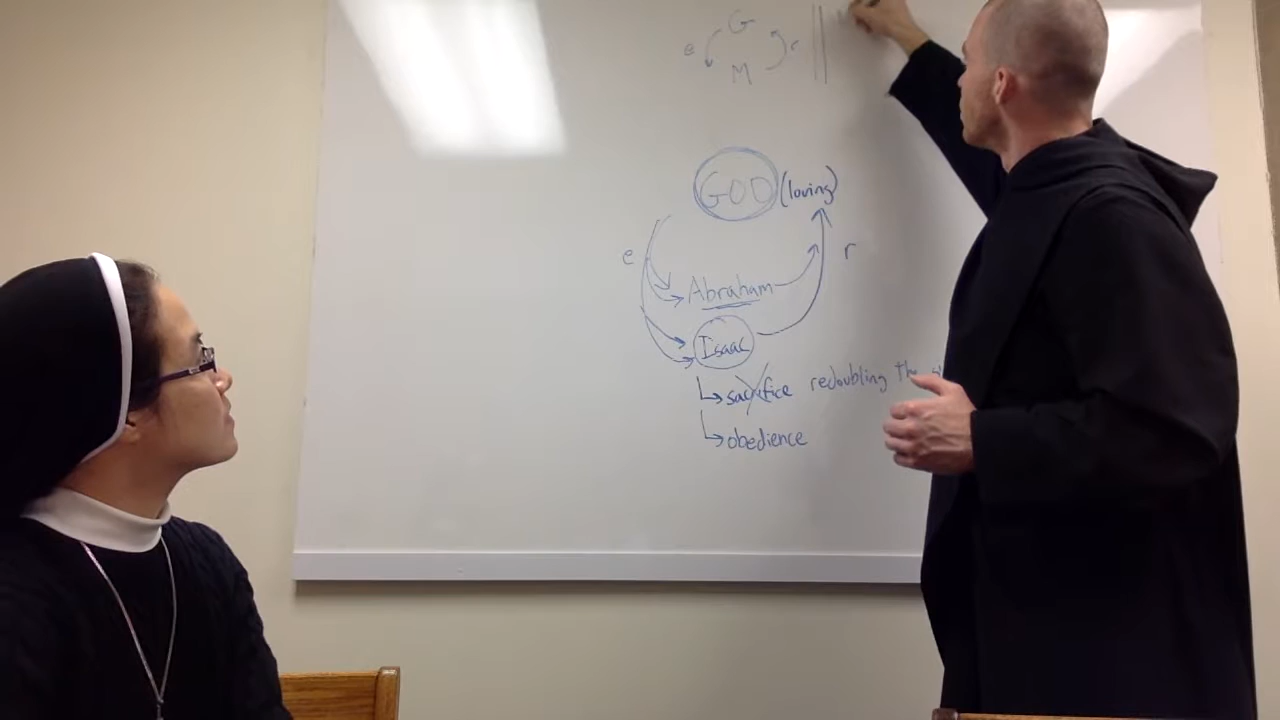 G
e r
M
GOD (loving)
e r
Abraham
Isaac
sacrifice redoubling the
obedience